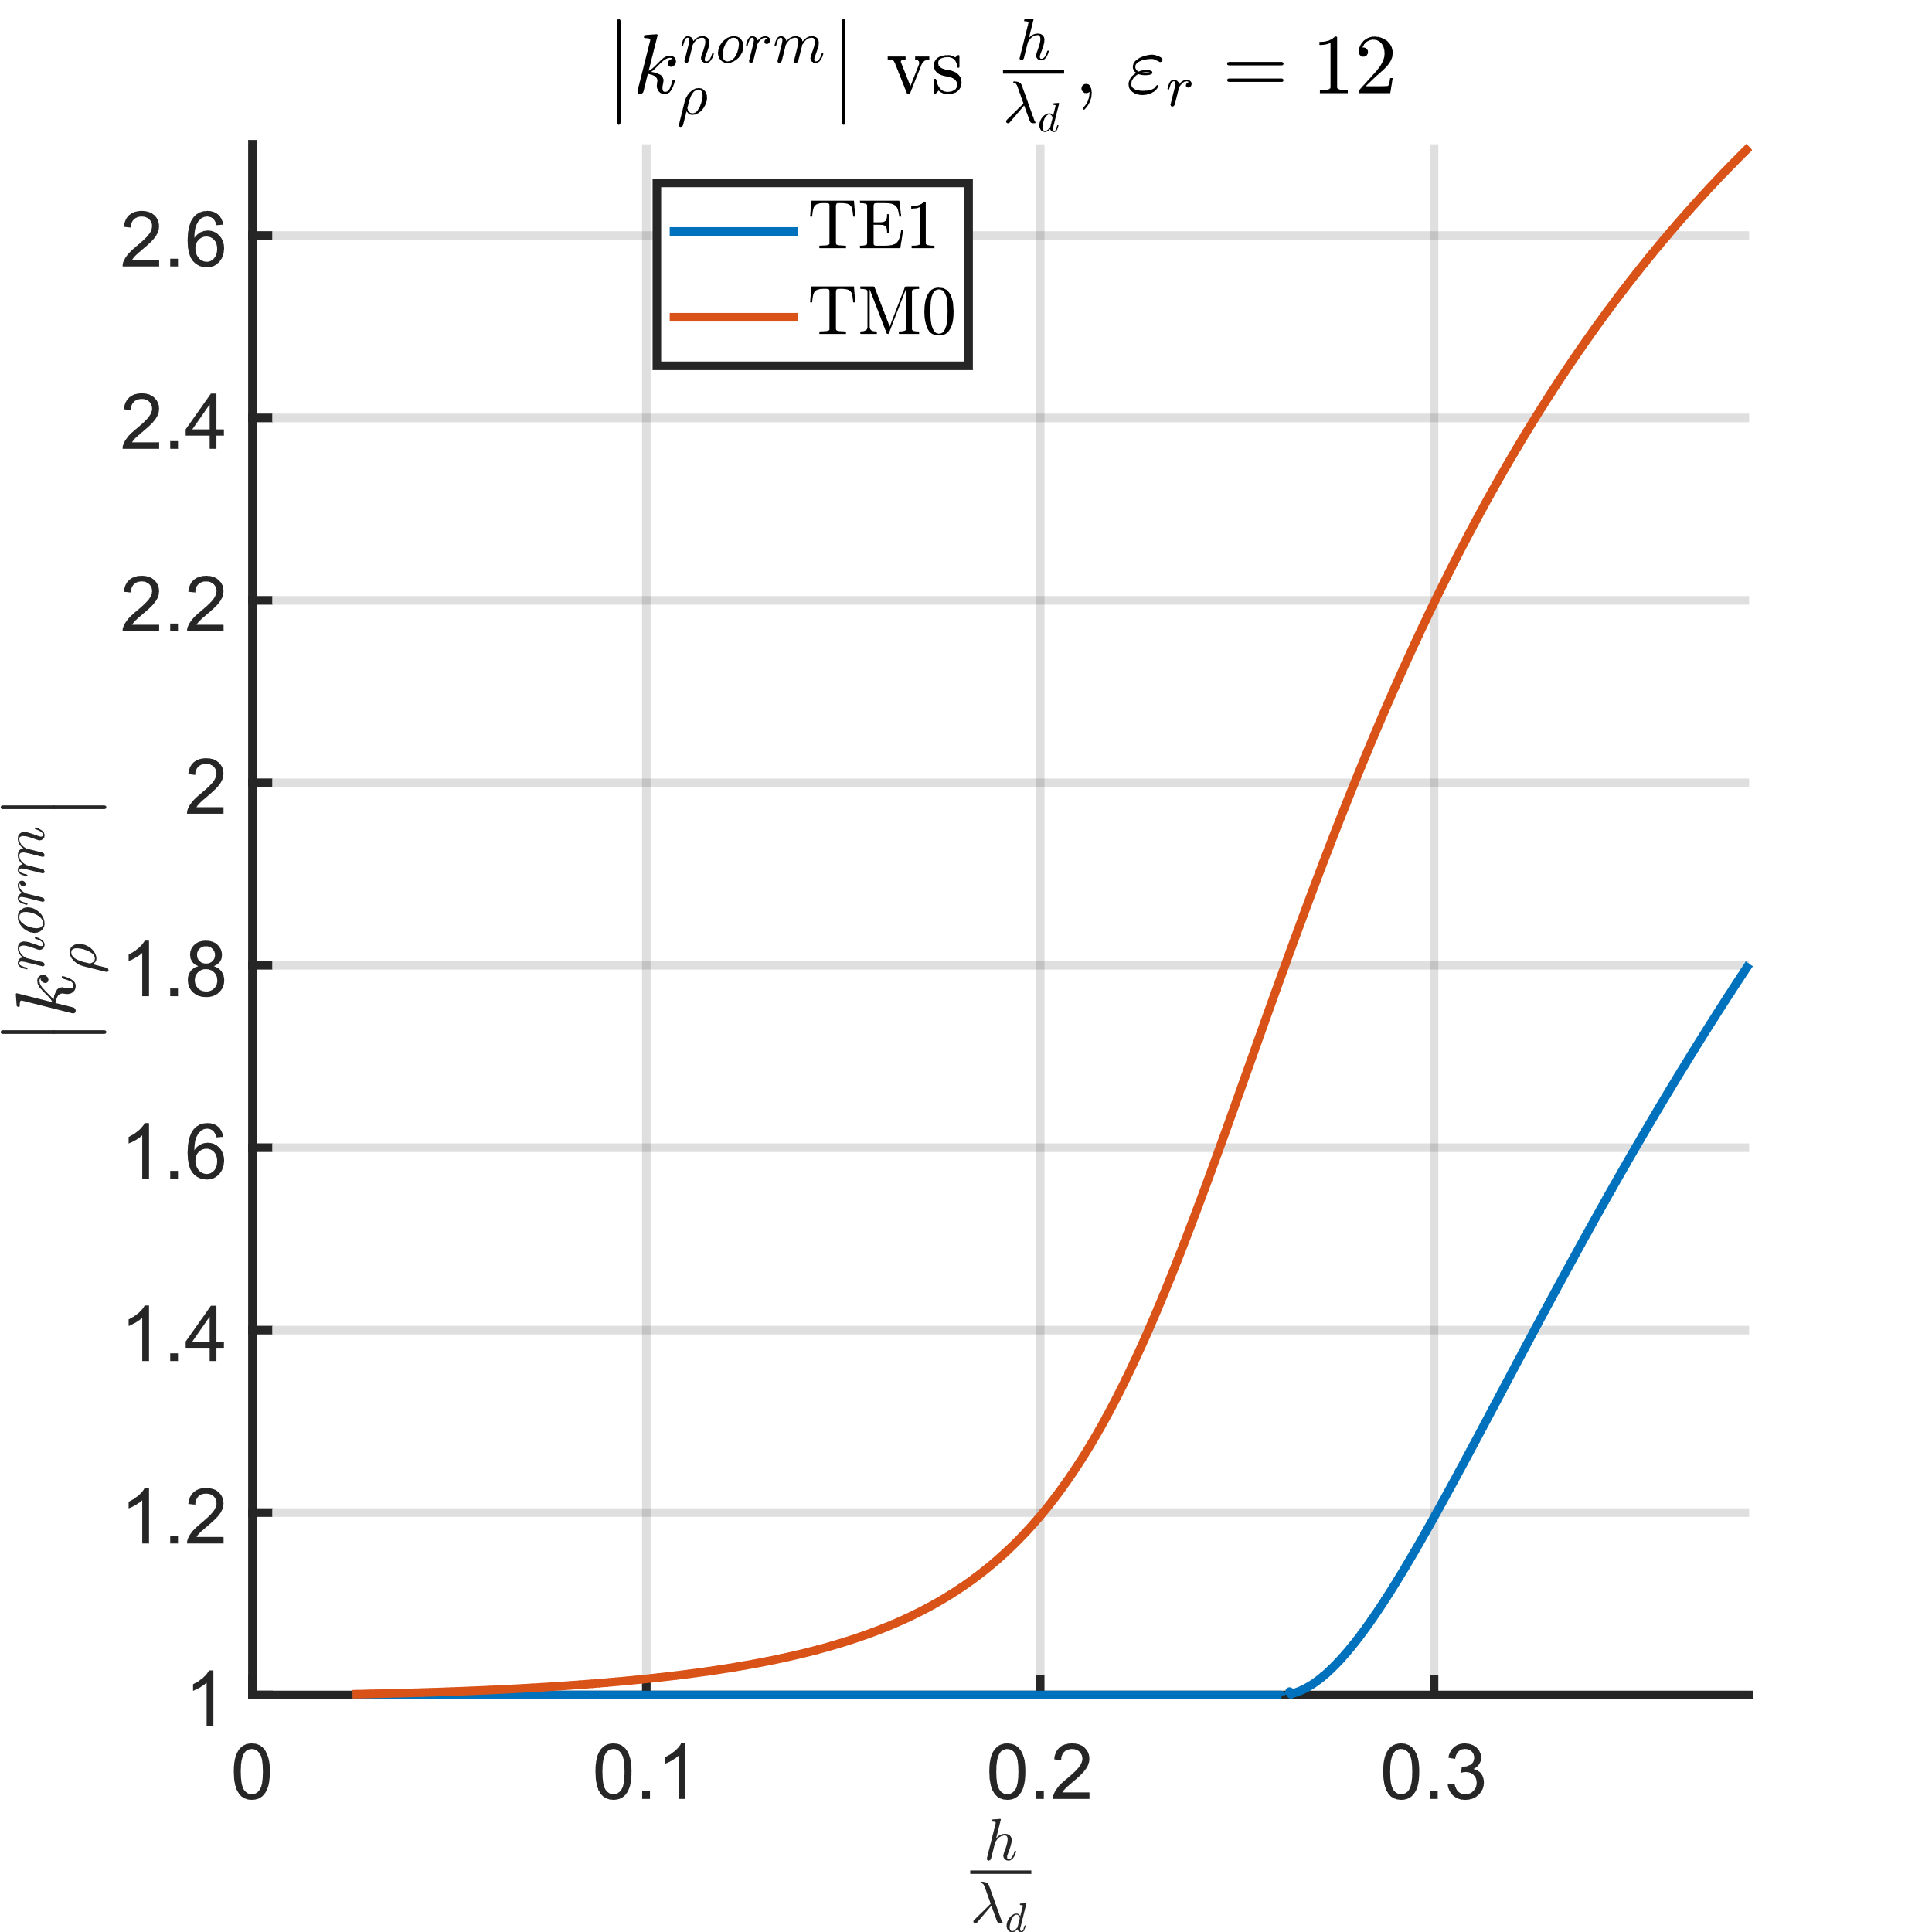 |k_ρ^norm| vs h/λ_d, ε_r = 12
TE1
TM0
2.6
2.4
2.2
2
1.8
1.6
1.4
1.2
1
|k_ρ^norm|
0 0.1 0.2 0.3
h/λ_d